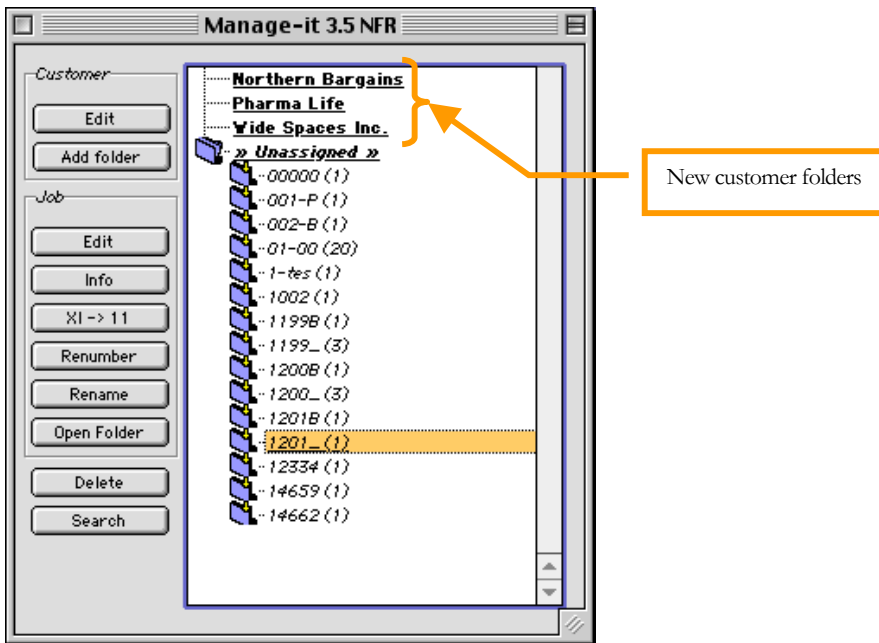 Manage-it 3.5 NFR
Customer
Edit
Add folder
Job
Edit
Info
XI -> 11
Renumber
Rename
Open Folder
Delete
Search
Northern Bargains
Pharma Life
Wide Spaces Inc.
» Unassigned »
00000 (1)
001-P (1)
002-B (1)
01-00 (20)
1-tes (1)
1002 (1)
1199B (1)
1199_ (3)
1200B (1)
1200_ (3)
1201B (1)
1201_ (1)
12334 (1)
14659 (1)
14662 (1)
New customer folders